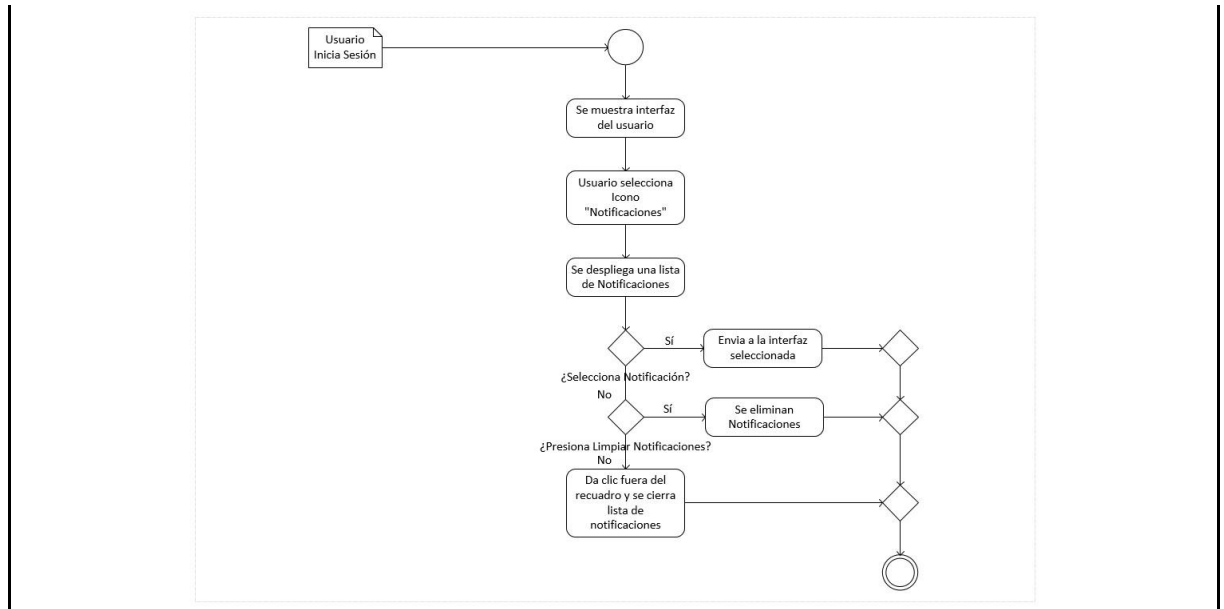 Usuario
Inicia Sesión
Se muestra interfaz
del usuario
Usuario selecciona
Icono
"Notificaciones"
Se despliega una lista
de Notificaciones
Sí
Envia a la interfaz
seleccionada
¿Selecciona Notificación?
No
Sí
Se eliminan
Notificaciones
¿Presiona Limpiar Notificaciones?
No
Da clic fuera del
recuadro y se cierra
lista de
notificaciones